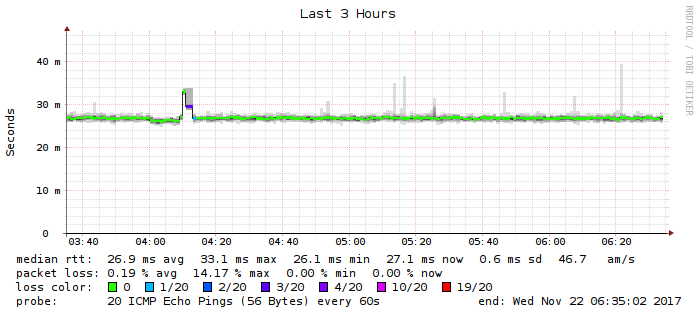 Last 3 Hours
RRDTOOL / TOBI OETIKER
Seconds
40 m
30 m
20 m
10 m
0
03:40 04:00 04:20 04:40 05:00 05:20 05:40 06:00 06:20
median rtt: 26.9 ms avg 33.1 ms max 26.1 ms min 27.1 ms now 0.6 ms sd 46.7 am/s
packet loss: 0.19 % avg 14.17 % max 0.00 % min 0.00 % now
loss color: 0 1/20 2/20 3/20 4/20 10/20 19/20
probe: 20 ICMP Echo Pings (56 Bytes) every 60s end: Wed Nov 22 06:35:02 2017